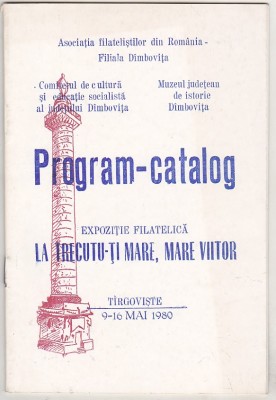 Asociația filateliștilor din România -
Filiala Dîmbovița
Comitetul de cultură
și educație socialistă
al județului Dîmbovița
Muzeul județean
de istorie
Dîmbovița
Program-catalog
EXPOZIȚIE FILATELICĂ
LA TRECUTU-ȚI MARE, MARE VIITOR
TÎRGOVIȘTE
9-16 MAI 1980